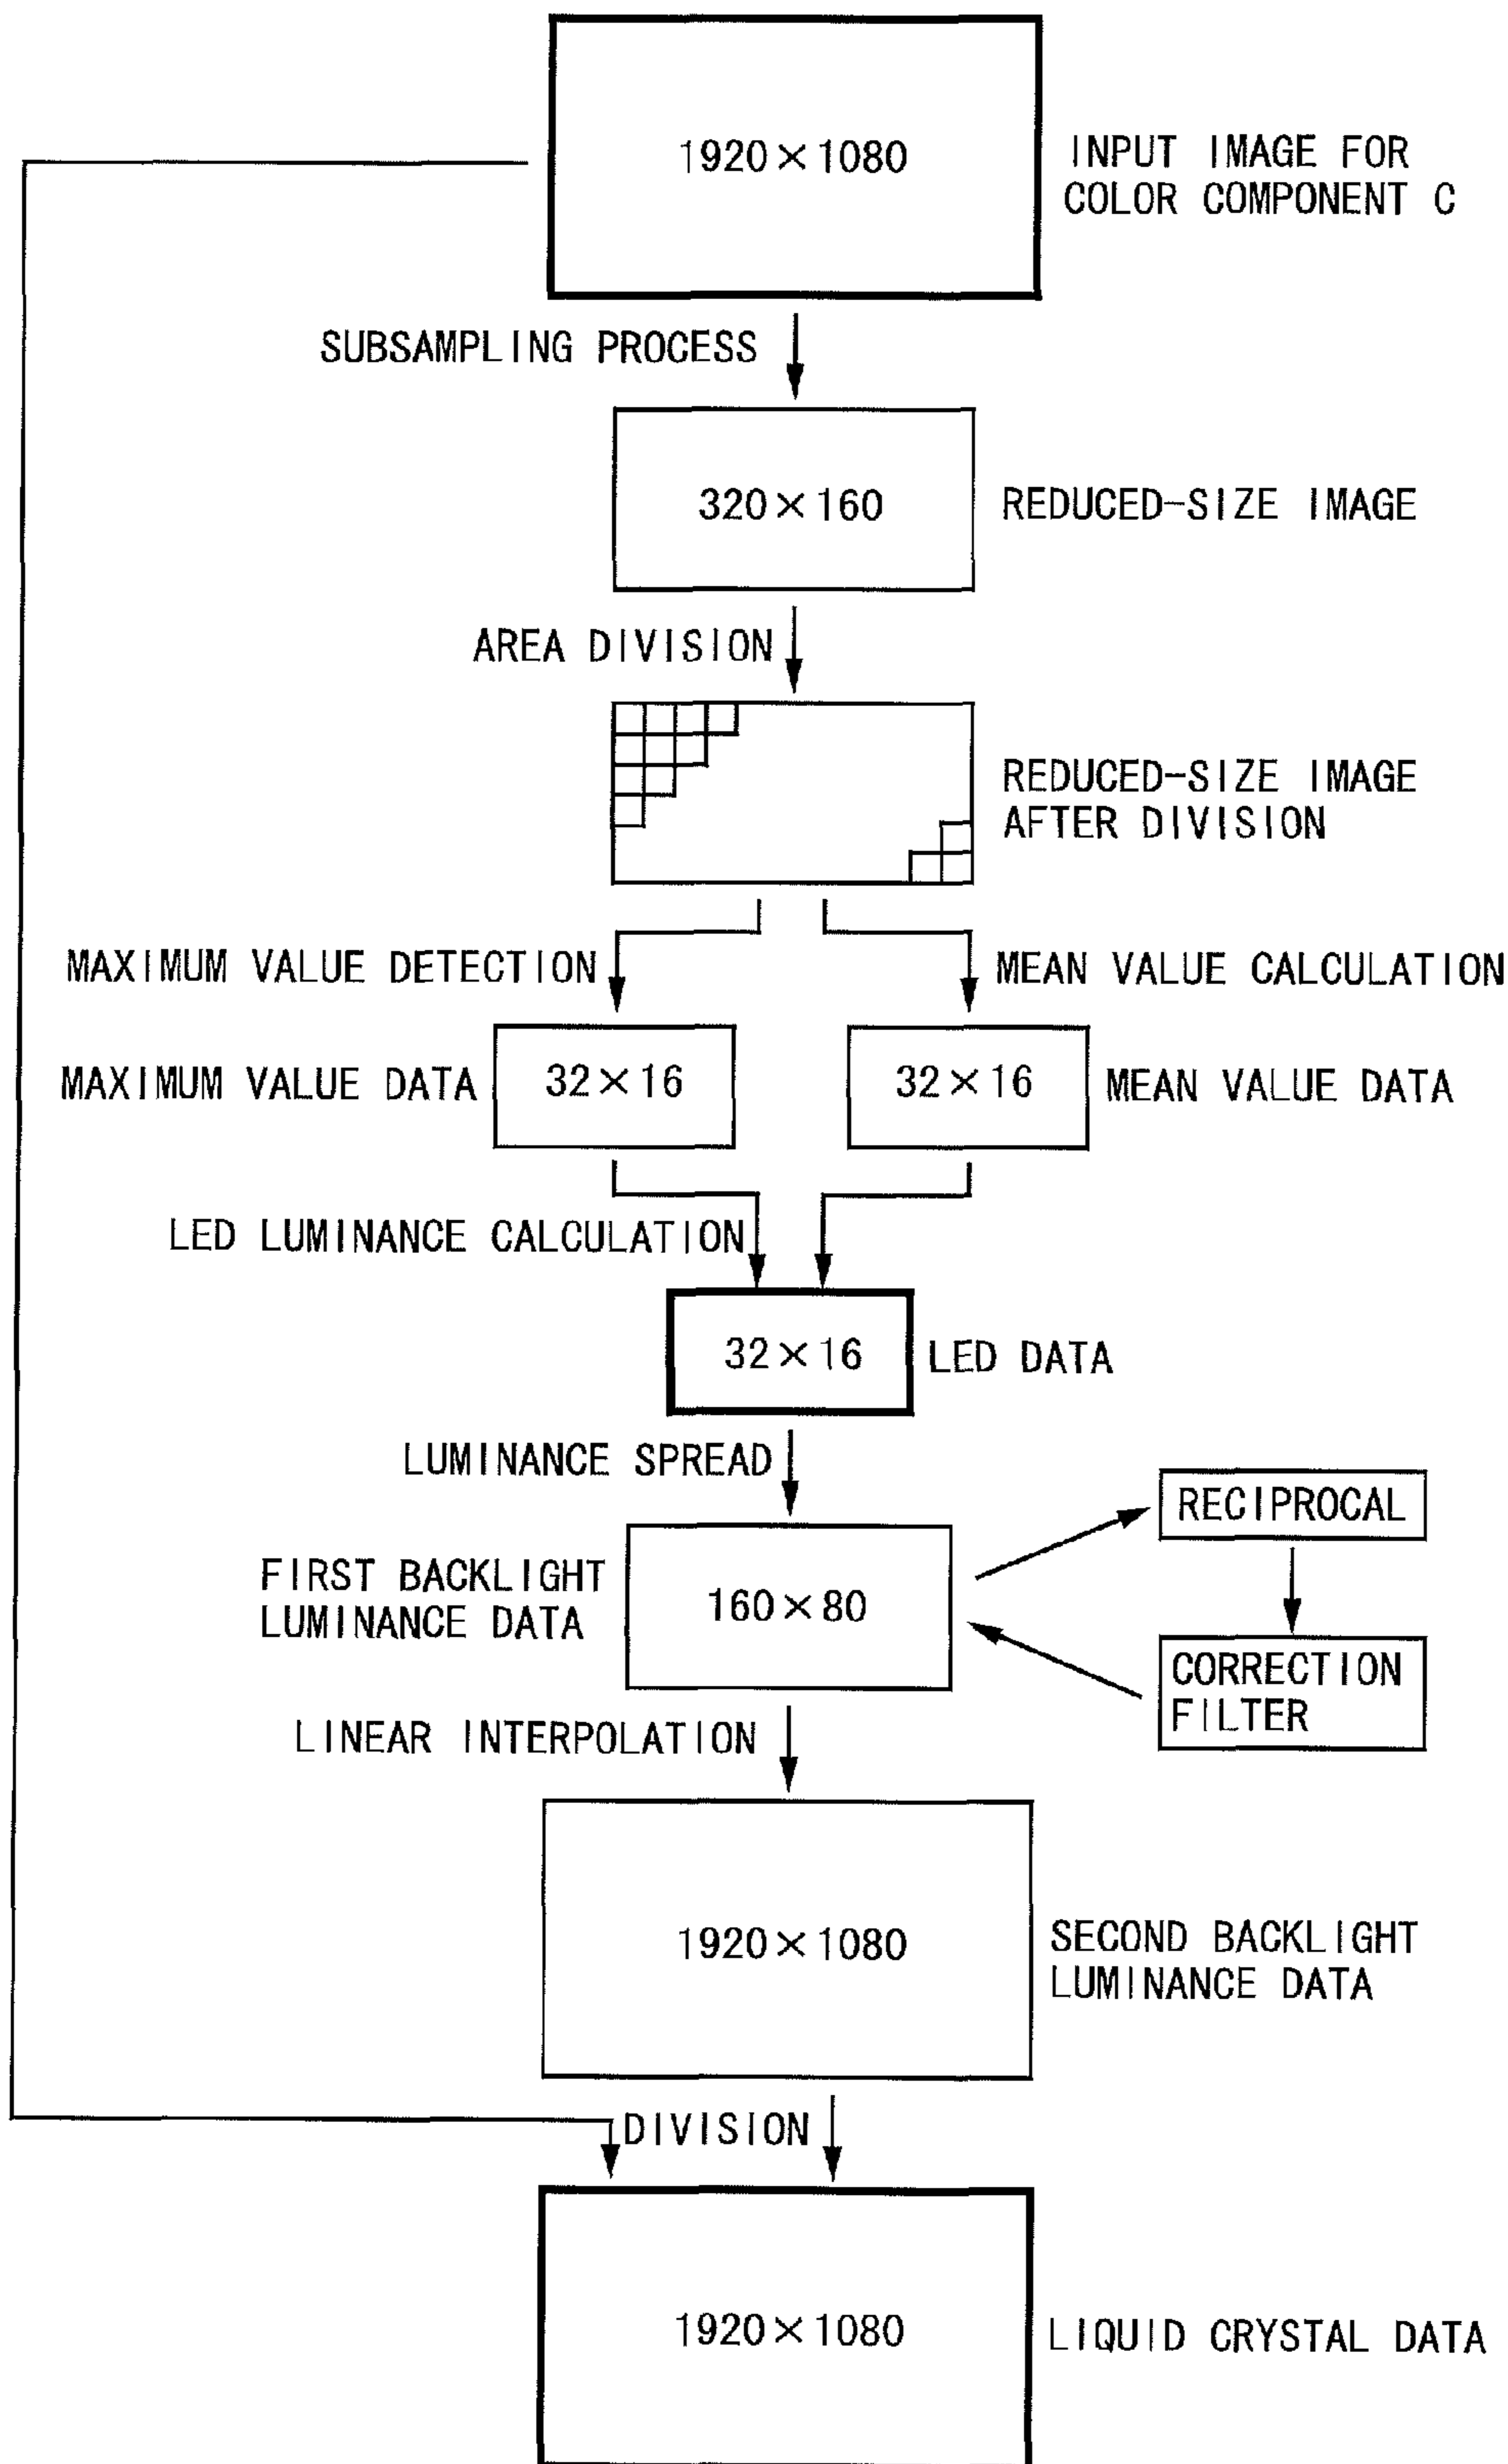 1920×1080
INPUT IMAGE FOR
COLOR COMPONENT C
SUBSAMPLING PROCESS
320×160
REDUCED-SIZE IMAGE
AREA DIVISION
REDUCED-SIZE IMAGE
AFTER DIVISION
MAXIMUM VALUE DETECTION
MEAN VALUE CALCULATION
MAXIMUM VALUE DATA
32×16
32×16
MEAN VALUE DATA
LED LUMINANCE CALCULATION
32×16
LED DATA
LUMINANCE SPREAD
RECIPROCAL
FIRST BACKLIGHT
LUMINANCE DATA
160×80
CORRECTION
FILTER
LINEAR INTERPOLATION
1920×1080
SECOND BACKLIGHT
LUMINANCE DATA
DIVISION
1920×1080
LIQUID CRYSTAL DATA